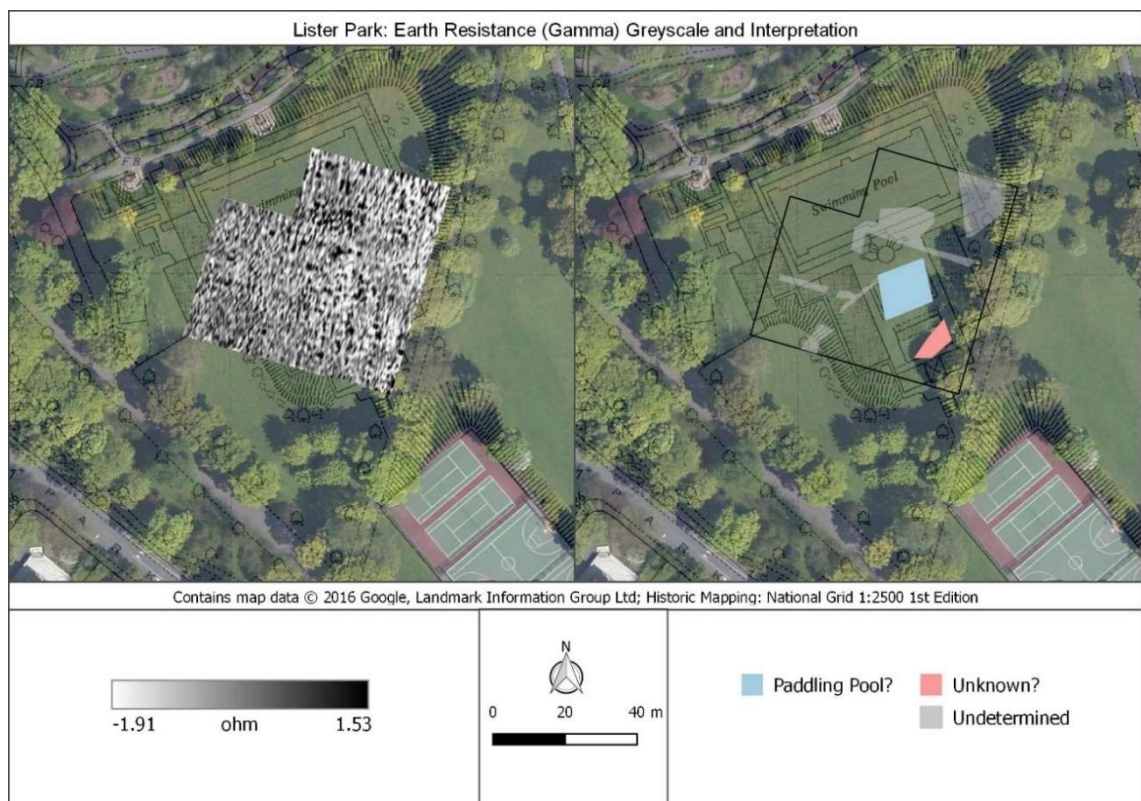 Lister Park: Earth Resistance (Gamma) Greyscale and Interpretation
F B
Swimming
F B
Swimming Pool
Contains map data © 2016 Google, Landmark Information Group Ltd; Historic Mapping: National Grid 1:2500 1st Edition
-1.91 ohm 1.53
N
0 20 40 m
Paddling Pool?
Unknown?
Undetermined